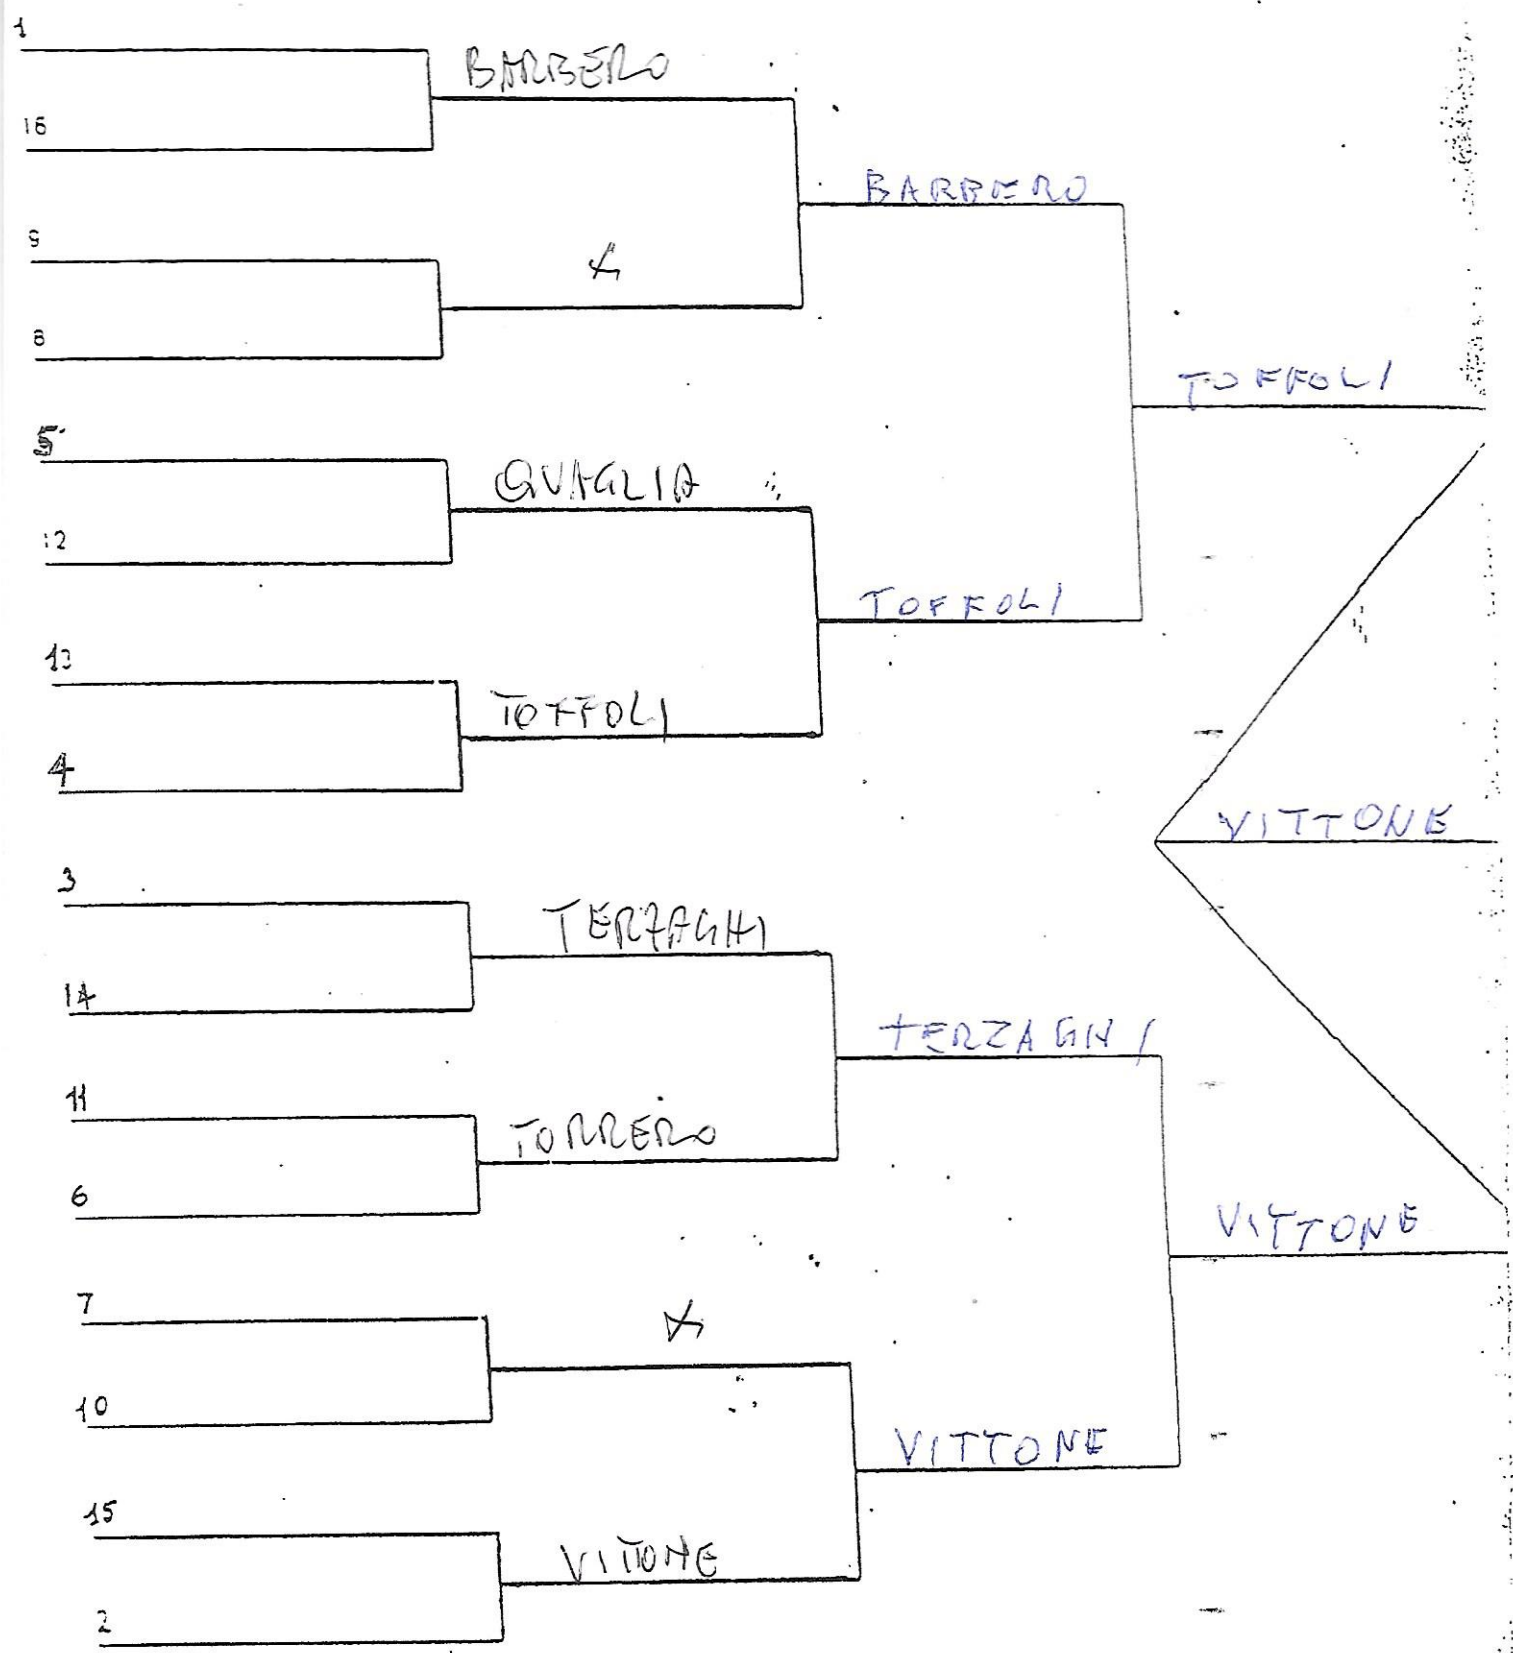 1
BARBERO
16
BARBERO
9
X
8
TOFFOLI
5
QUAGLIA
12
TOFFOLI
13
TOFFOLI
4
VITTONE
3
TERZAGHI
14
TERZAGHI
11
TORRERO
6
VITTONE
7
X
10
VITTONE
15
VITTONE
2